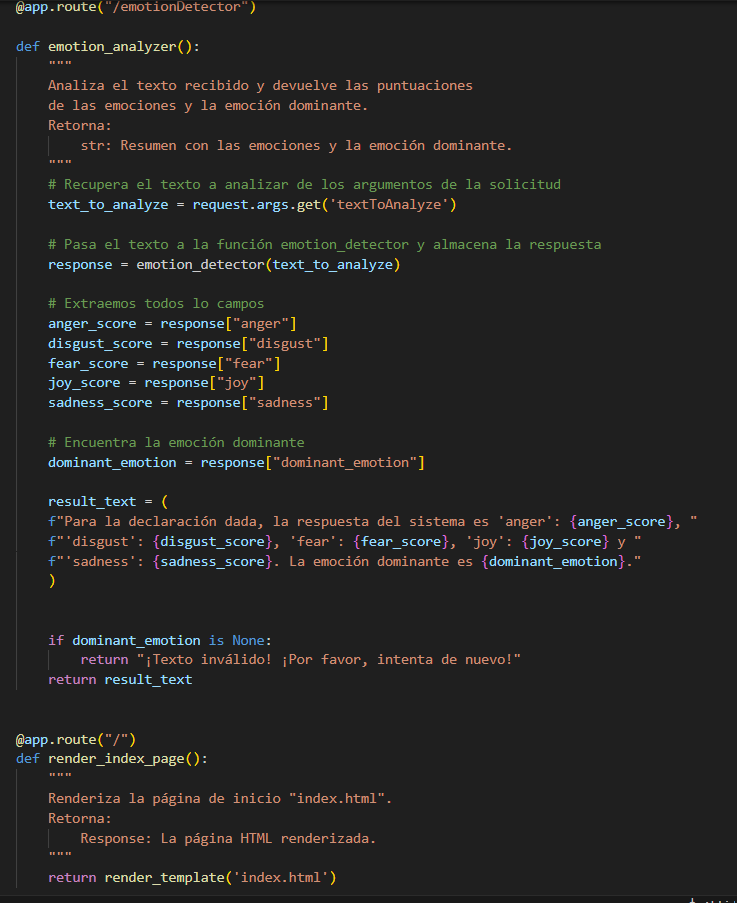 @app.route("/emotionDetector")
def emotion_analyzer():
"""
Analiza el texto recibido y devuelve las puntuaciones
de las emociones y la emoción dominante.
Retorna:
str: Resumen con las emociones y la emoción dominante.
"""
# Recupera el texto a analizar de los argumentos de la solicitud
text_to_analyze = request.args.get('textToAnalyze')
# Pasa el texto a la función emotion_detector y almacena la respuesta
response = emotion_detector(text_to_analyze)
# Extraemos todos lo campos
anger_score = response["anger"]
disgust_score = response["disgust"]
fear_score = response["fear"]
joy_score = response["joy"]
sadness_score = response["sadness"]
# Encuentra la emoción dominante
dominant_emotion = response["dominant_emotion"]
result_text = (
f"Para la declaración dada, la respuesta del sistema es 'anger': {anger_score}, "
f"'disgust': {disgust_score}, 'fear': {fear_score}, 'joy': {joy_score} y "
f"'sadness': {sadness_score}. La emoción dominante es {dominant_emotion}."
)
if dominant_emotion is None:
return "¡Texto inválido! ¡Por favor, intenta de nuevo!"
return result_text
@app.route("/")
def render_index_page():
"""
Renderiza la página de inicio "index.html".
Retorna:
Response: La página HTML renderizada.
"""
return render_template('index.html')